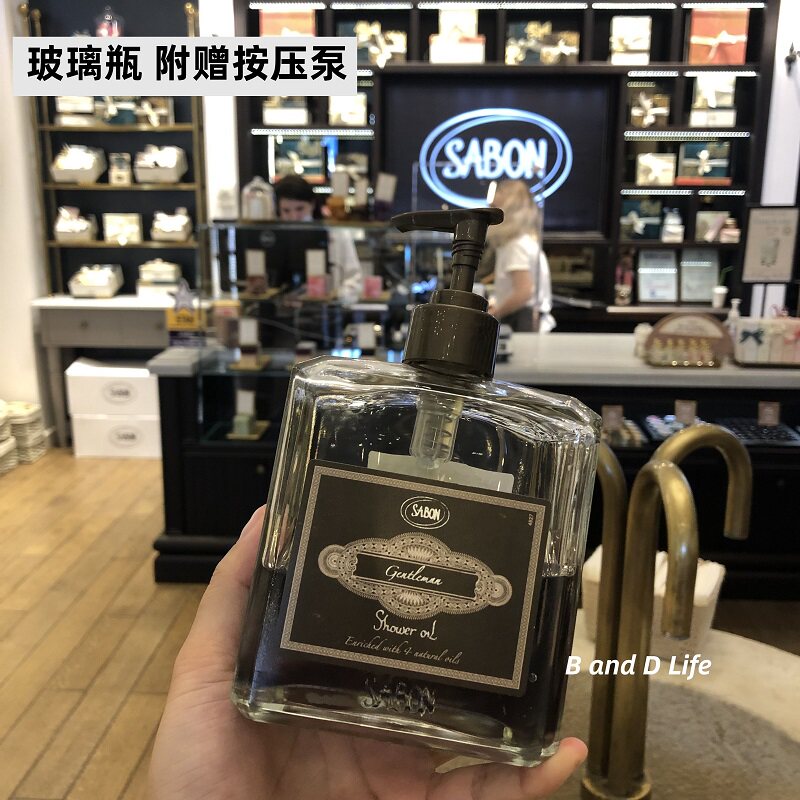 玻璃瓶 附赠按压泵
SABON
SABON
Gentleman
Shower oil
Enriched with 4 natural oils
SABON
B and D Life